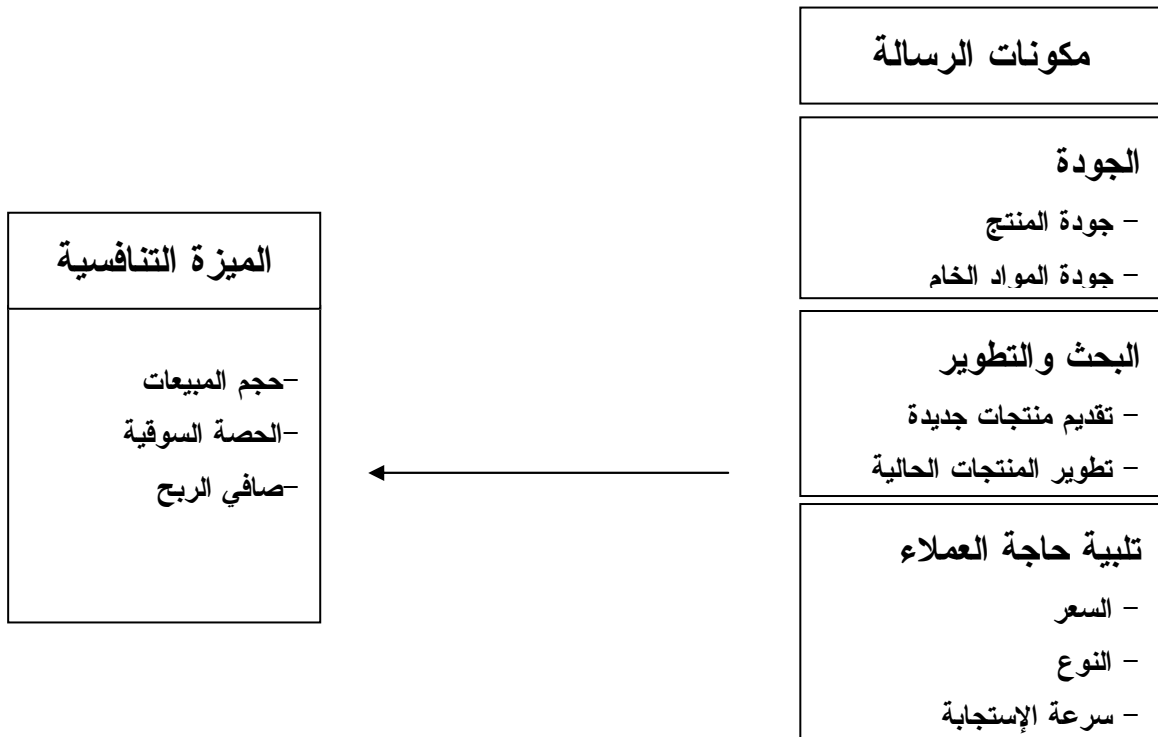 مكونات الرسالة
الجودة
- جودة المنتج
- جودة المواد الخام
البحث والتطوير
- تقديم منتجات جديدة
- تطوير المنتجات الحالية
تلبية حاجة العملاء
- السعر
- النوع
- سرعة الإستجابة
الميزة التنافسية
-حجم المبيعات
-الحصة السوقية
-صافي الربح